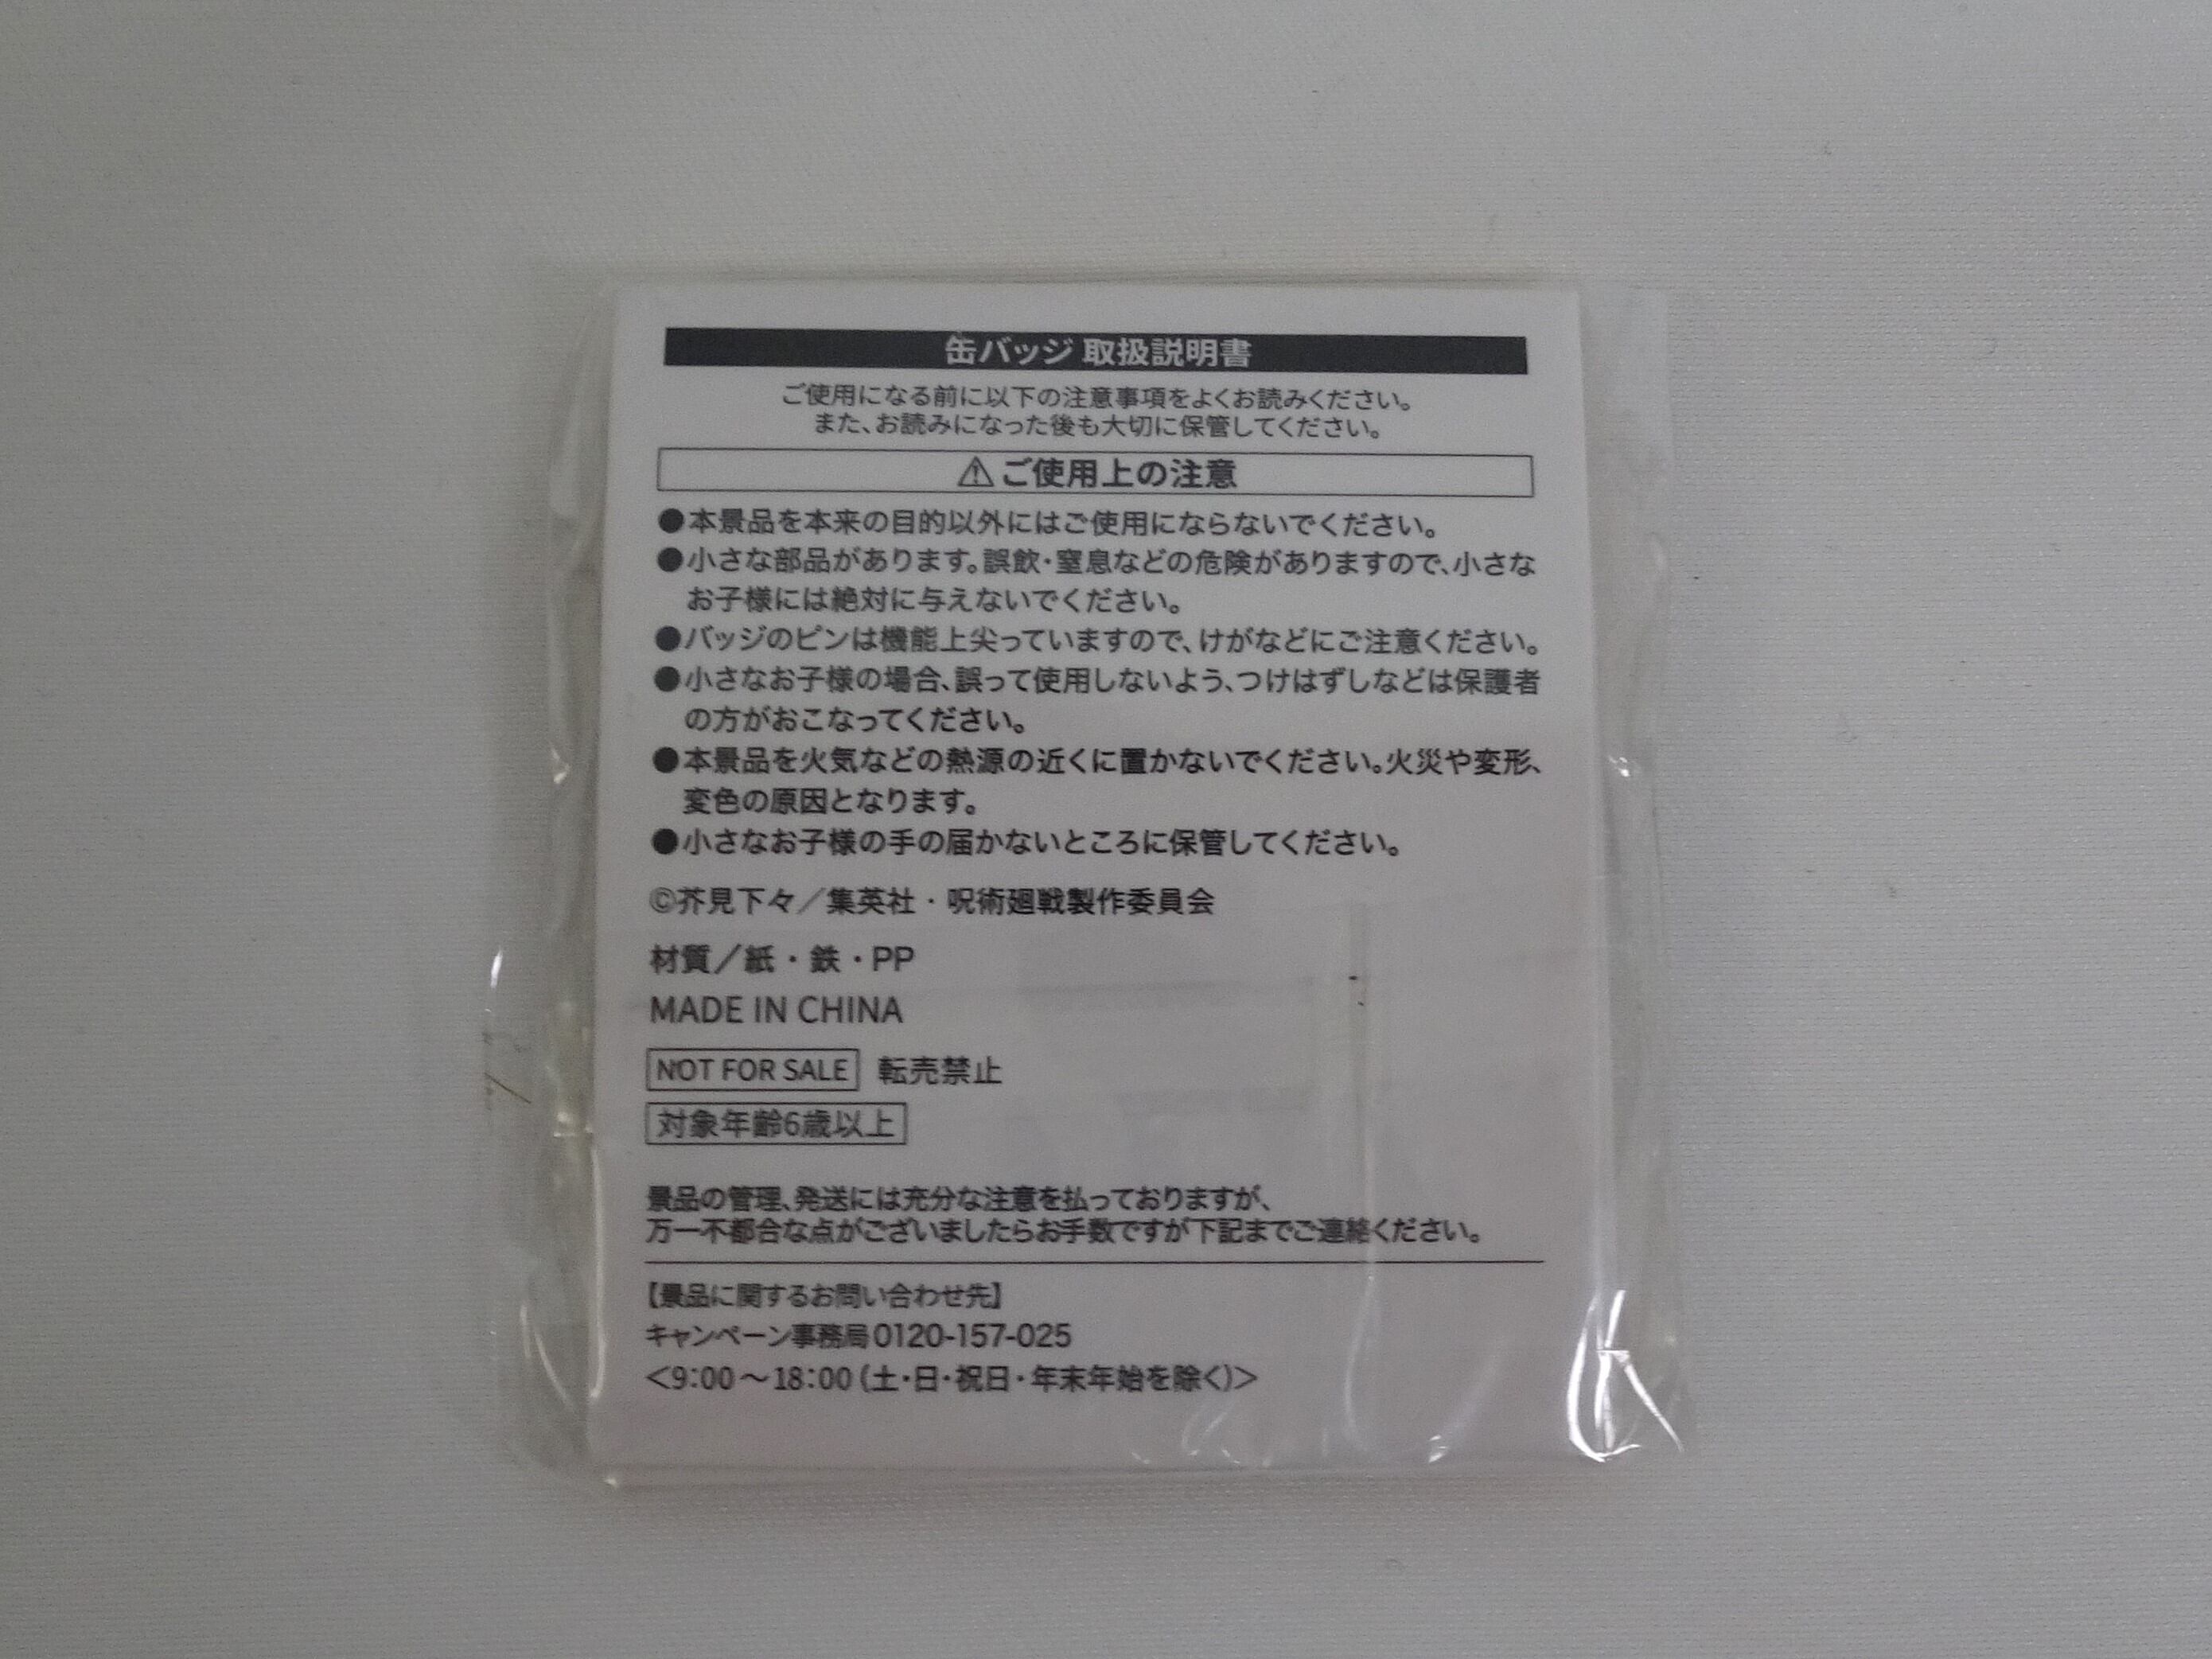 缶バッジ 取扱説明書
ご使用になる前に以下の注意事項をよくお読みください。
また、お読みになった後も大切に保管してください。
⚠ご使用上の注意
●本景品を本来の目的以外にはご使用にならないでください。
●小さな部品があります。誤飲・窒息などの危険がありますので、小さな
お子様には絶対に与えないでください。
●バッジのピンは機能上尖っていますので、けがなどにご注意ください。
●小さなお子様の場合、誤って使用しないよう、つけはずしなどは保護者
の方がおこなってください。
●本景品を火気などの熱源の近くに置かないでください。火災や変形、
変色の原因となります。
●小さなお子様の手の届かないところに保管してください。
©芥見下々／集英社・呪術廻戦製作委員会
材質／紙・鉄・PP
MADE IN CHINA
NOT FOR SALE 転売禁止
対象年齢6歳以上
景品の管理、発送には充分な注意を払っておりますが、
万一不都合な点がございましたらお手数ですが下記までご連絡ください。
【景品に関するお問い合わせ先】
キャンペーン事務局0120-157-025
<9:00～18:00(土・日・祝日・年末年始を除く)>